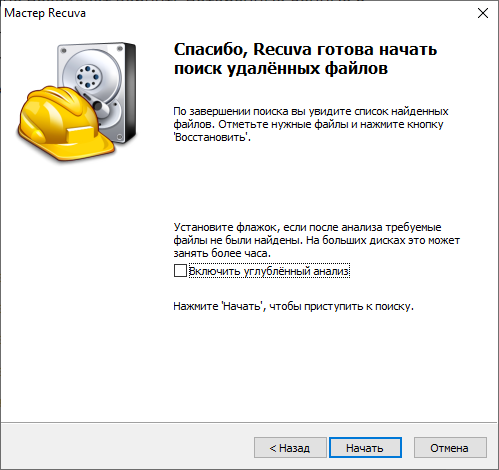 Мастер Recuva
Спасибо, Recuva готова начать
поиск удалённых файлов
По завершении поиска вы увидите список найденных
файлов. Отметьте нужные файлы и нажмите кнопку
'Восстановить'.
Установите флажок, если после анализа требуемые
файлы не были найдены. На больших дисках это может
занять более часа.
Включить углублённый анализ
Нажмите 'Начать', чтобы приступить к поиску.
< Назад
Начать
Отмена